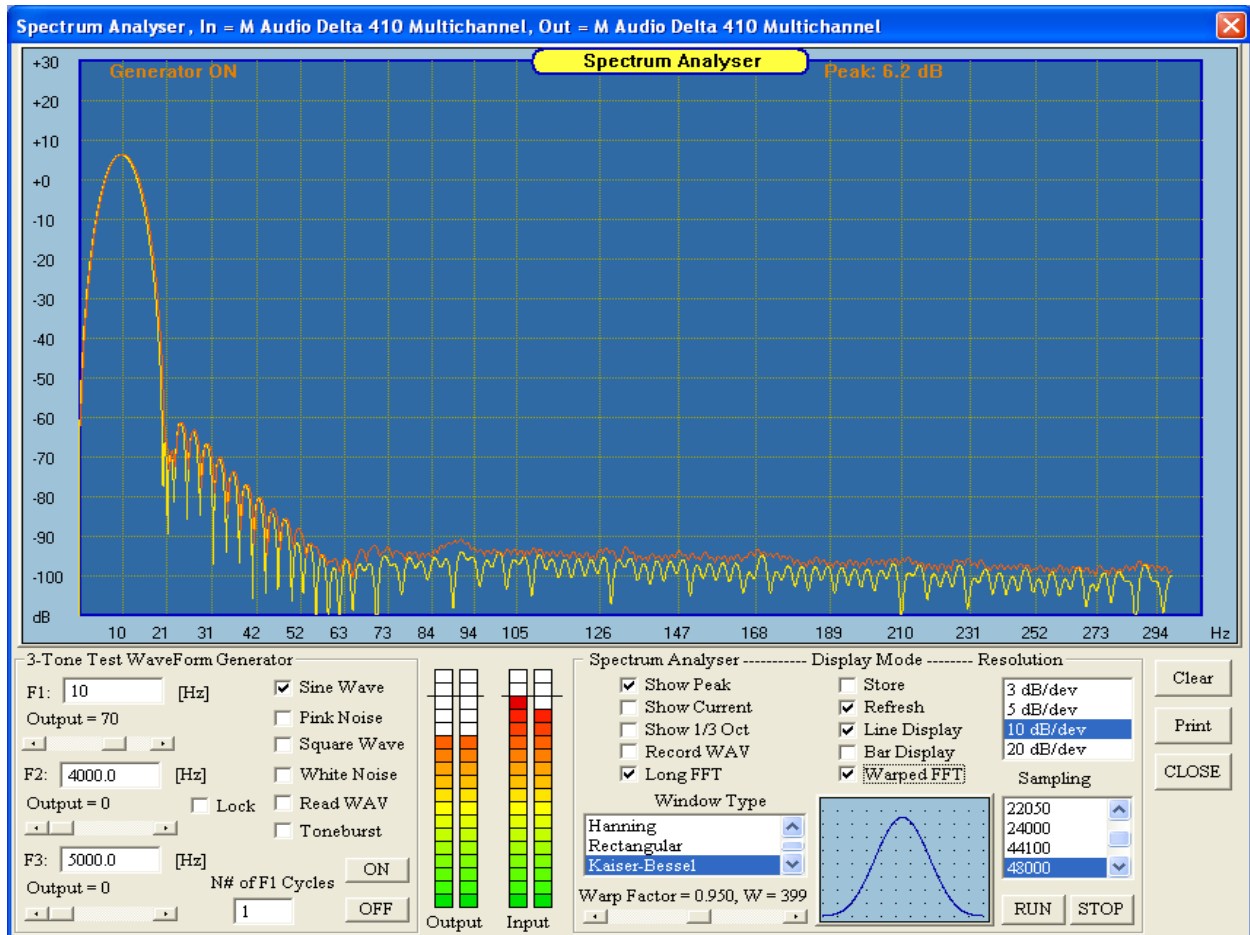 Spectrum Analyser, In = M Audio Delta 410 Multichannel, Out = M Audio Delta 410 Multichannel
Spectrum Analyser
Generator ON
Peak: 6.2 dB
+30
+20
+10
+0
-10
-20
-30
-40
-50
-60
-70
-80
-90
-100
dB
10 21 31 42 52 63 73 84 94 105 126 147 168 189 210 231 252 273 294 Hz
3-Tone Test WaveForm Generator
F1: 10 [Hz]
Output = 70
F2: 4000.0 [Hz]
Output = 0
Lock
F3: 5000.0 [Hz]
Output = 0
Sine Wave
Pink Noise
Square Wave
White Noise
Read WAV
Toneburst
N# of F1 Cycles
1
ON
OFF
Output Input
Spectrum Analyser ---------- Display Mode ------- Resolution
Show Peak
Show Current
Show 1/3 Oct
Record WAV
Long FFT
Store
Refresh
Line Display
Bar Display
Warped FFT
3 dB/dev
5 dB/dev
10 dB/dev
20 dB/dev
Window Type
Hanning
Rectangular
Kaiser-Bessel
Warp Factor = 0.950, W = 399
Sampling
22050
24000
44100
48000
RUN STOP
Clear
Print
CLOSE